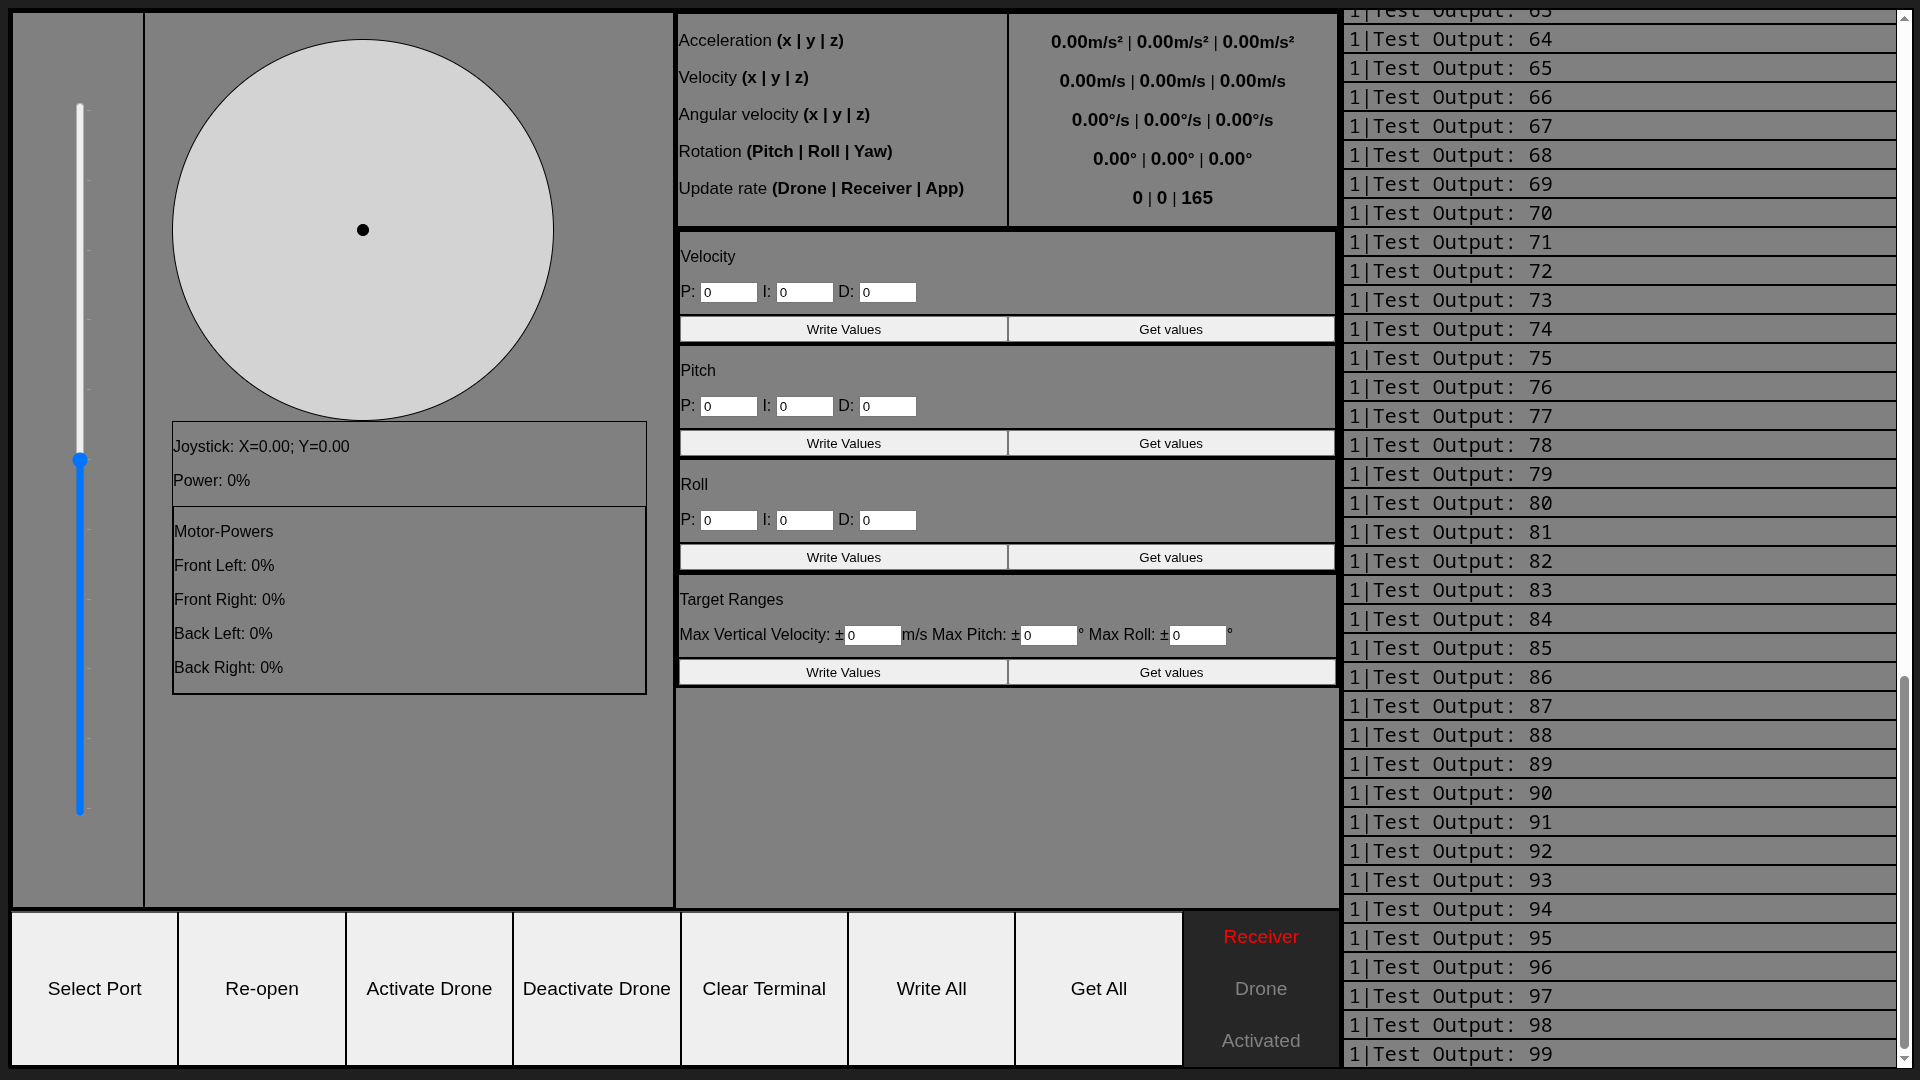 Joystick: X=0.00; Y=0.00
Power: 0%
Motor-Powers
Front Left: 0%
Front Right: 0%
Back Left: 0%
Back Right: 0%
Acceleration (x | y | z)
Velocity (x | y | z)
Angular velocity (x | y | z)
Rotation (Pitch | Roll | Yaw)
Update rate (Drone | Receiver | App)
0.00m/s² | 0.00m/s² | 0.00m/s²
0.00m/s | 0.00m/s | 0.00m/s
0.00°/s | 0.00°/s | 0.00°/s
0.00° | 0.00° | 0.00°
0 | 0 | 165
Velocity
P: 0 I: 0 D: 0
Write Values Get values
Pitch
P: 0 I: 0 D: 0
Write Values Get values
Roll
P: 0 I: 0 D: 0
Write Values Get values
Target Ranges
Max Vertical Velocity: ±0m/s Max Pitch: ±0° Max Roll: ±0°
Write Values Get values
Select Port Re-open Activate Drone Deactivate Drone Clear Terminal Write All Get All
Receiver
Drone
Activated
1|Test Output: 63
1|Test Output: 64
1|Test Output: 65
1|Test Output: 66
1|Test Output: 67
1|Test Output: 68
1|Test Output: 69
1|Test Output: 70
1|Test Output: 71
1|Test Output: 72
1|Test Output: 73
1|Test Output: 74
1|Test Output: 75
1|Test Output: 76
1|Test Output: 77
1|Test Output: 78
1|Test Output: 79
1|Test Output: 80
1|Test Output: 81
1|Test Output: 82
1|Test Output: 83
1|Test Output: 84
1|Test Output: 85
1|Test Output: 86
1|Test Output: 87
1|Test Output: 88
1|Test Output: 89
1|Test Output: 90
1|Test Output: 91
1|Test Output: 92
1|Test Output: 93
1|Test Output: 94
1|Test Output: 95
1|Test Output: 96
1|Test Output: 97
1|Test Output: 98
1|Test Output: 99